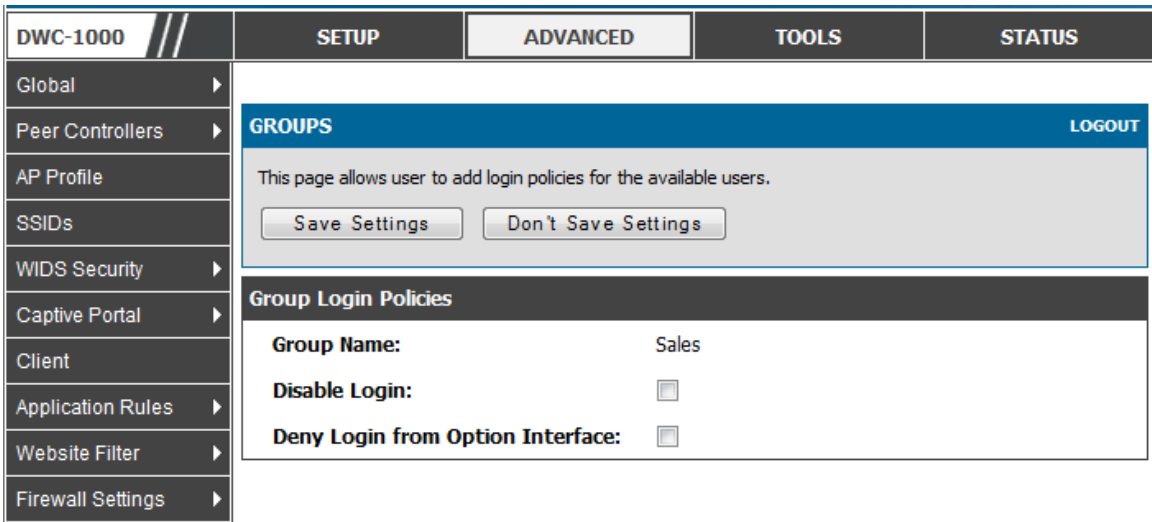 DWC-1000
SETUP
ADVANCED
TOOLS
STATUS
Global
Peer Controllers
AP Profile
SSIDs
WIDS Security
Captive Portal
Client
Application Rules
Website Filter
Firewall Settings
GROUPS
LOGOUT
This page allows user to add login policies for the available users.
Save Settings
Don't Save Settings
Group Login Policies
Group Name: Sales
Disable Login:
Deny Login from Option Interface: